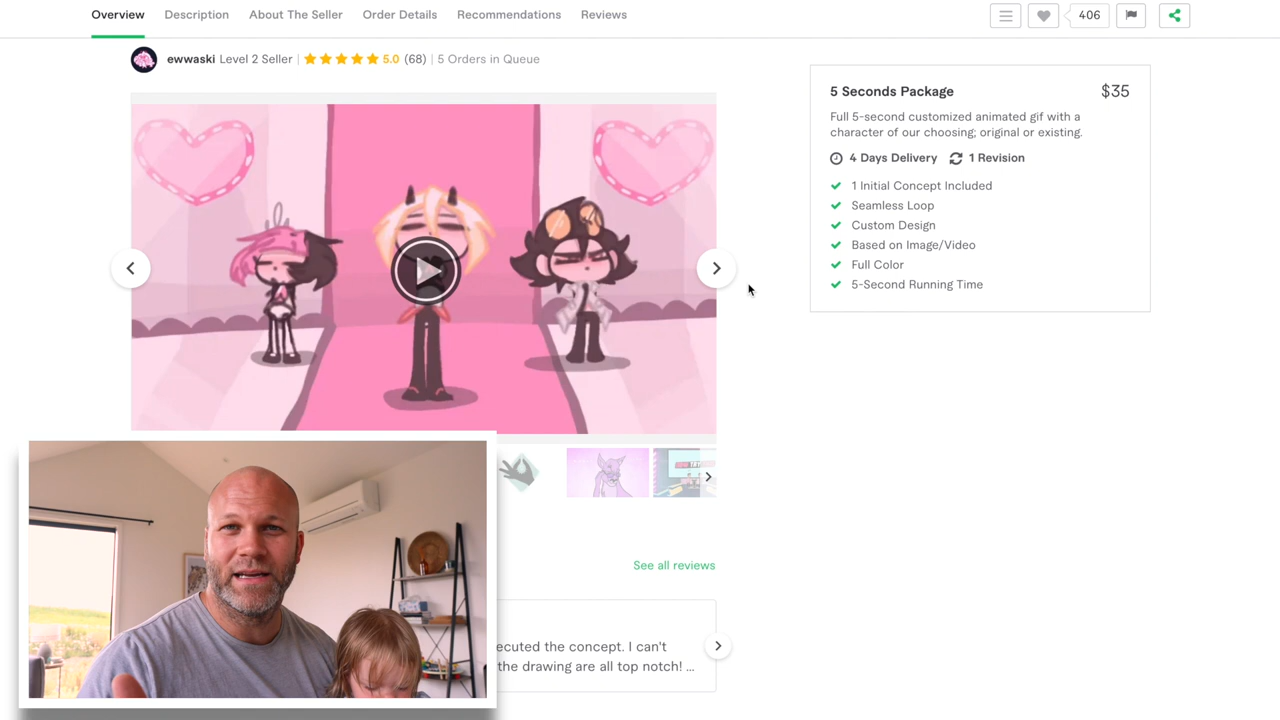 Overview
Description
About The Seller
Order Details
Recommendations
Reviews
406
ewwaski Level 2 Seller | 5.0 (68) | 5 Orders in Queue
5 Seconds Package $35
Full 5-second customized animated gif with a
character of our choosing; original or existing.
4 Days Delivery 1 Revision
1 Initial Concept Included
Seamless Loop
Custom Design
Based on Image/Video
Full Color
5-Second Running Time
See all reviews
ecuted the concept. I can't
the drawing are all top notch! ...